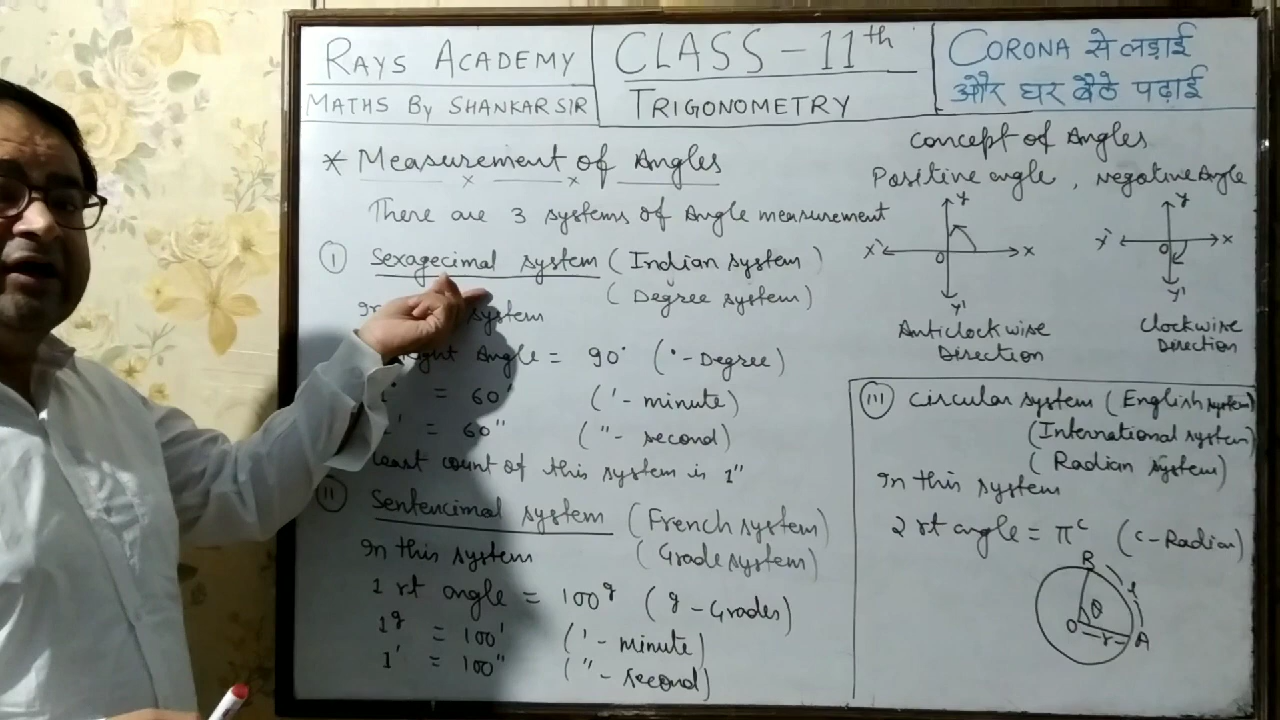 RAYS ACADEMY
MATHS BY SHANKAR SIR
CLASS - 11th
TRIGONOMETRY
CORONA से लड़ाई
और घर बैठे पढ़ाई
* Measurement of Angles
There are 3 systems of Angle measurement
(I) Sexagecimal system (Indian system)
(Degree system)
system
Right Angle = 90° (°-Degree)
1° = 60' ('- minute)
1' = 60" ("- second)
Least count of this system is 1"
(II) Sentencimal system (French system)
In this system (Grade system)
1 rt angle = 100g (g - Grades)
1g = 100' ('- minute)
1' = 100" ("- second)
Concept of Angles
Positive angle, Negative Angle
Y
X' O X
Y'
Anticlockwise
Direction
Y
X' O X
Y'
Clockwise
Direction
(III) Circular system (English system)
(International system)
(Radian system)
In this system
2 rt angle = πc (c-Radian)
B
l
θ
O r A